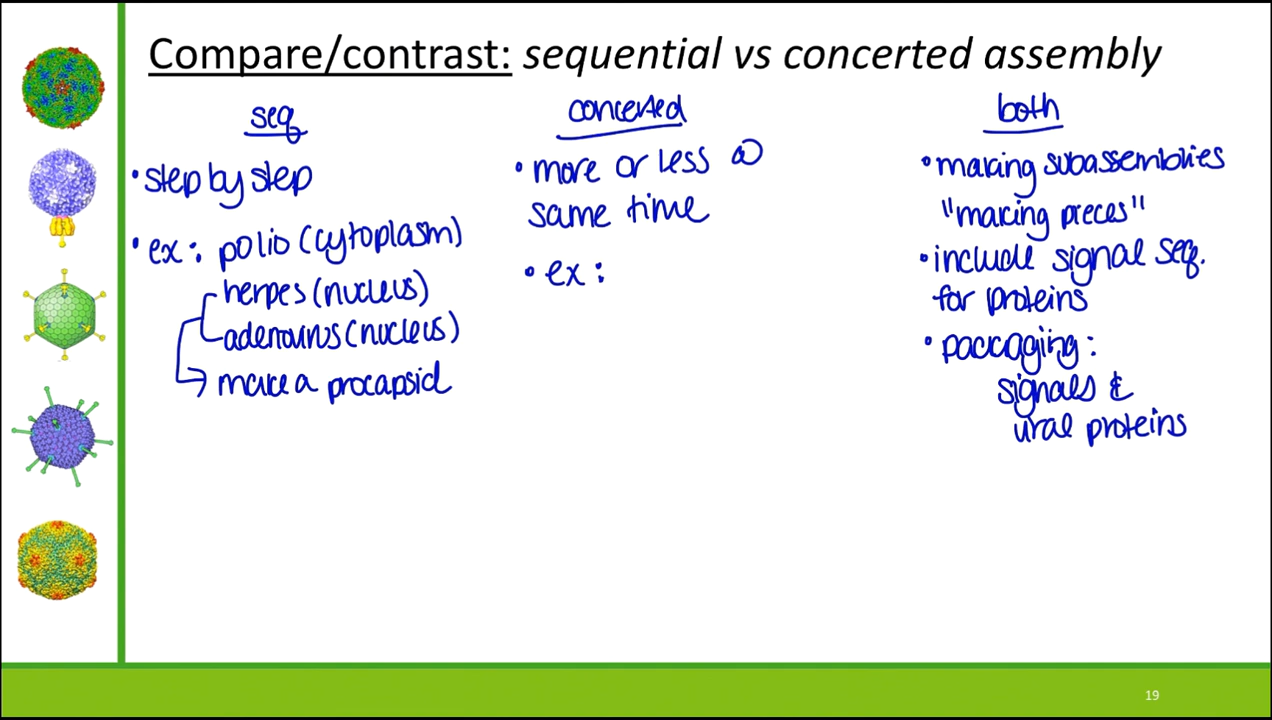 Compare/contrast: sequential vs concerted assembly
seq
• step by step
• ex: polio (cytoplasm)
herpes (nucleus)
adenovirus (nucleus)
→ make a procapsid
concerted
• more or less @
same time
• ex:
both
• making subassemblies
"making pieces"
• include signal seq.
for proteins
• packaging:
signals &
viral proteins
19